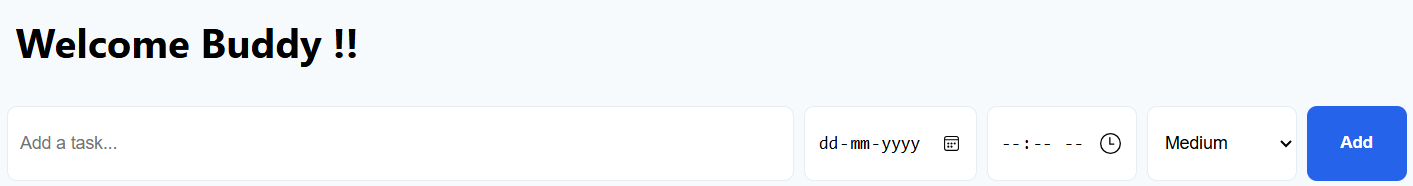 Welcome Buddy !!
Add a task... dd-mm-yyyy --:-- -- Medium Add